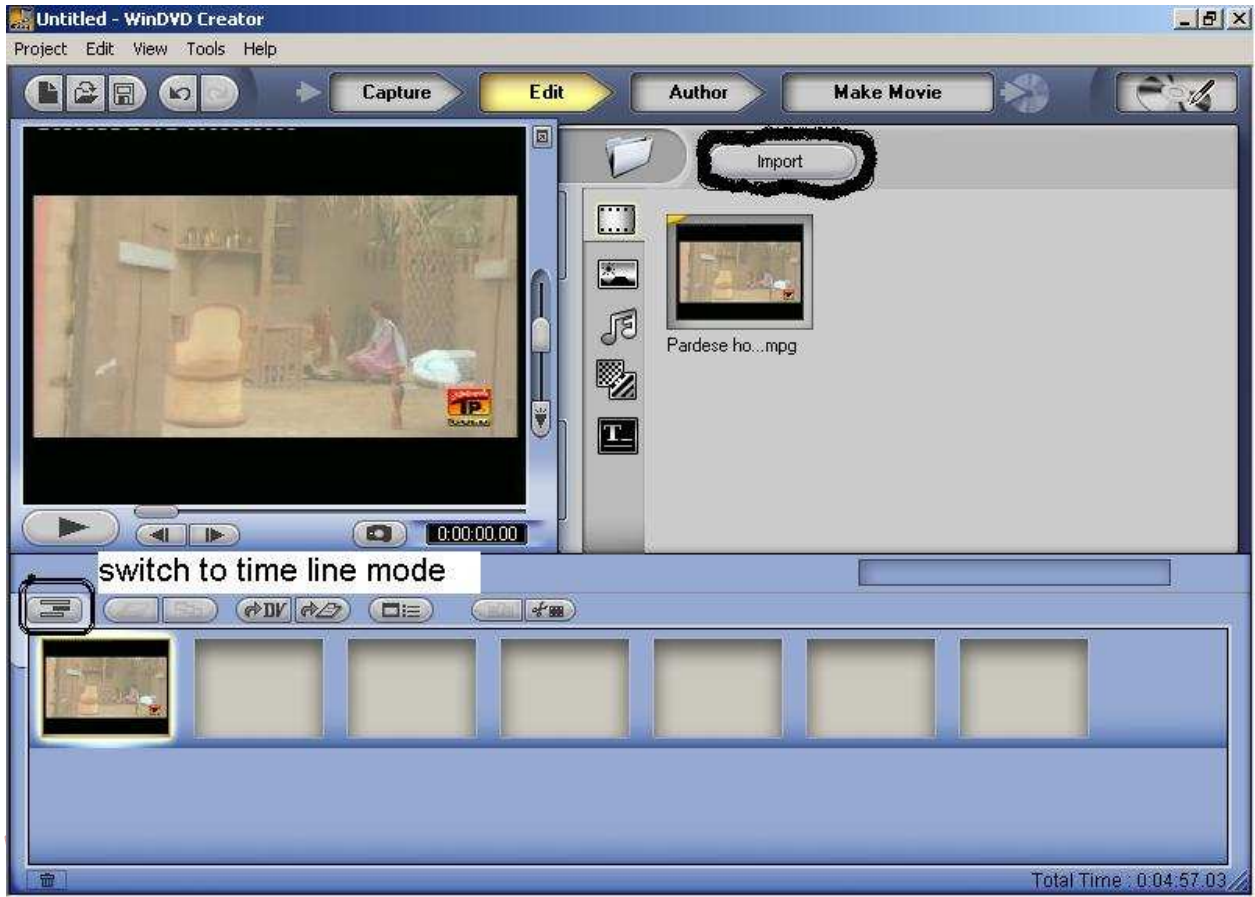 Untitled - WinDVD Creator
Project Edit View Tools Help
Capture Edit Author Make Movie
Import
TP
Pardese ho...mpg
0:00:00.00
switch to time line mode
DV
T
Total Time : 0:04:57.03